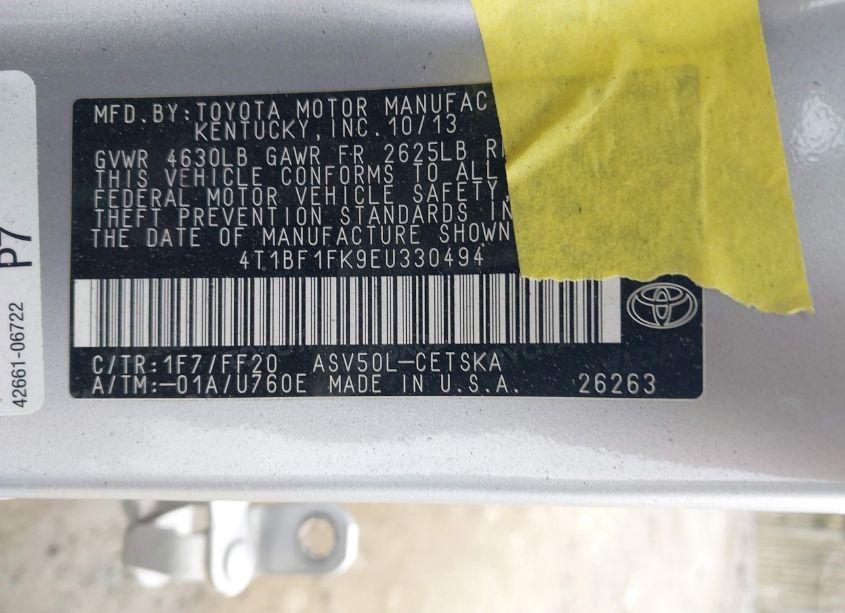 MFD. BY: TOYOTA MOTOR MANUFAC
KENTUCKY, INC. 10/13
GVWR 4630LB GAWR FR 2625LB R
THIS VEHICLE CONFORMS TO ALL
FEDERAL MOTOR VEHICLE SAFETY,
THEFT PREVENTION STANDARDS IN
THE DATE OF MANUFACTURE SHOWN
4T1BF1FK9EU330494
C/TR: 1F7/FF20 ASV50L-CETSKA
A/TM:-01A/U760E MADE IN U.S.A. 26263
P7
42661-06722